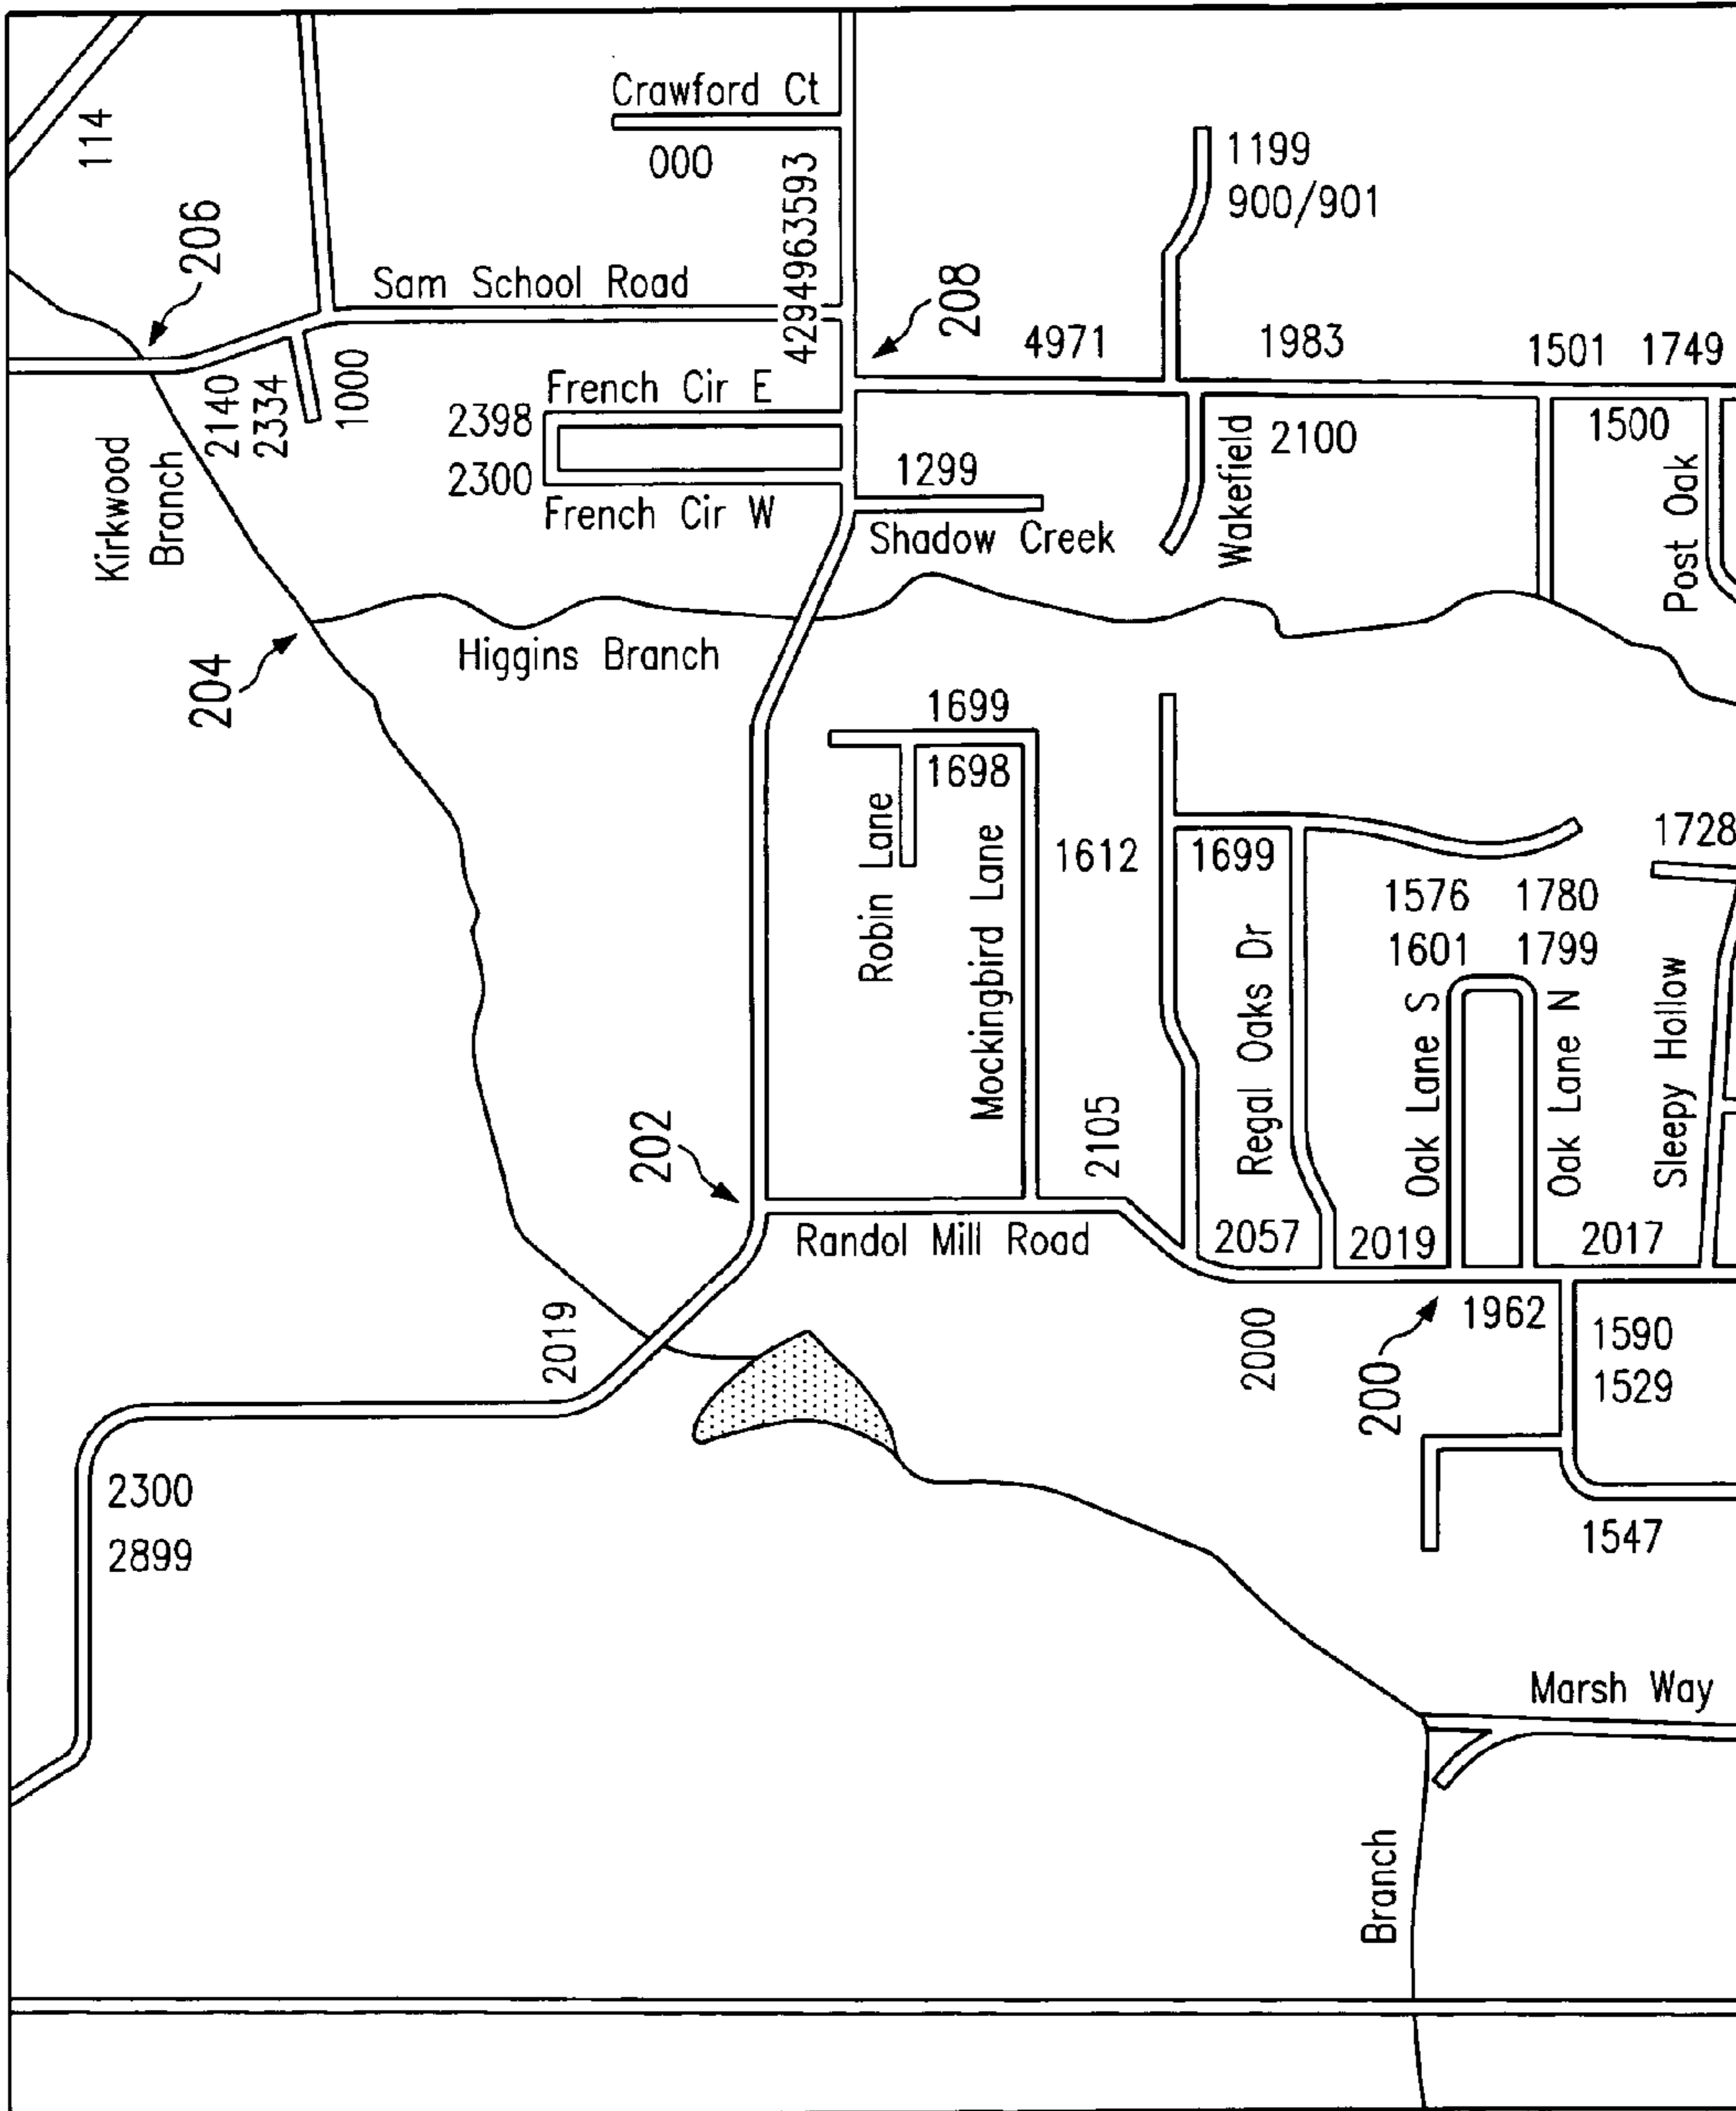 114
Crawford Ct
000
42949635​93
1199
900/901
206
Sam School Road
208
4971
1983
1501
1749
2140
2334
1000
French Cir E
2398
2300
French Cir W
1299
Shadow Creek
Wakefield
2100
1500
Post Oak
Kirkwood
Branch
204
Higgins Branch
1699
1698
Robin Lane
Mockingbird Lane
1612
1699
1728
1576
1601
1780
1799
Regal Oaks Dr
Oak Lane S
Oak Lane N
Sleepy Hollow
202
2105
Randol Mill Road
2057
2019
2017
2019
2000
200
1962
1590
1529
2300
2899
1547
Marsh Way
Branch